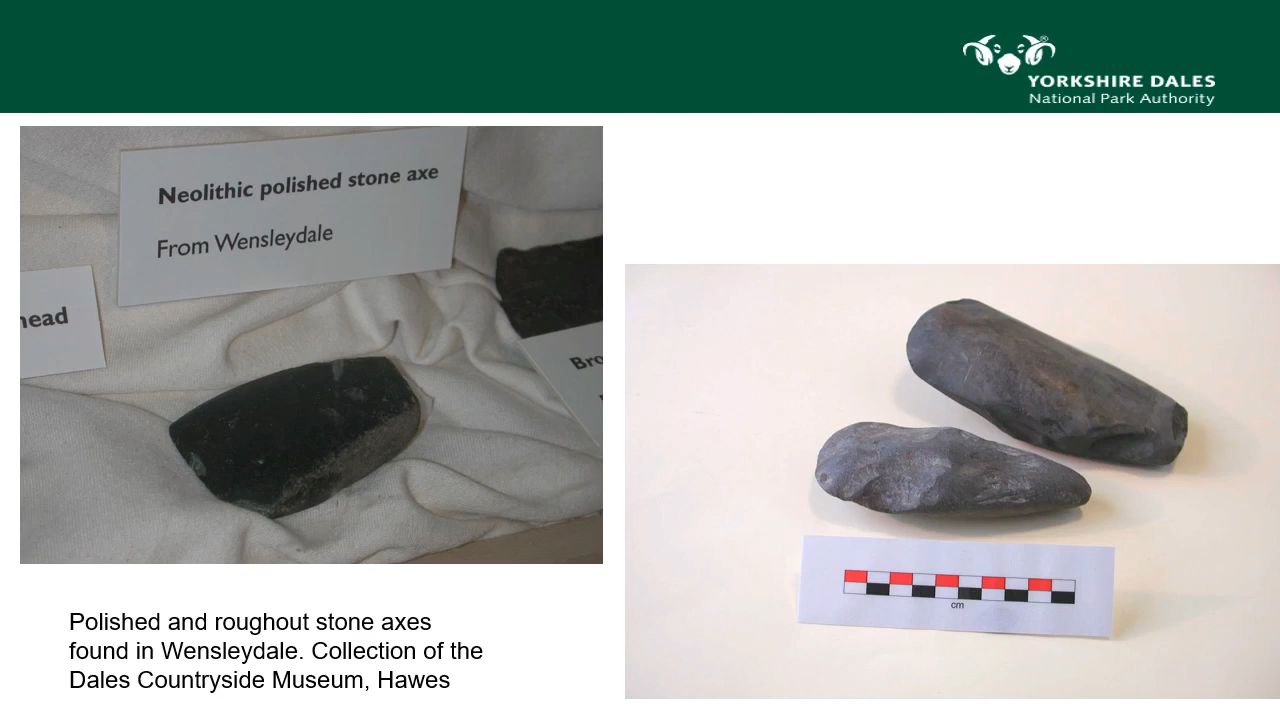 YORKSHIRE DALES
National Park Authority
Neolithic polished stone axe
From Wensleydale
head
Bro
cm
Polished and roughout stone axes
found in Wensleydale. Collection of the
Dales Countryside Museum, Hawes